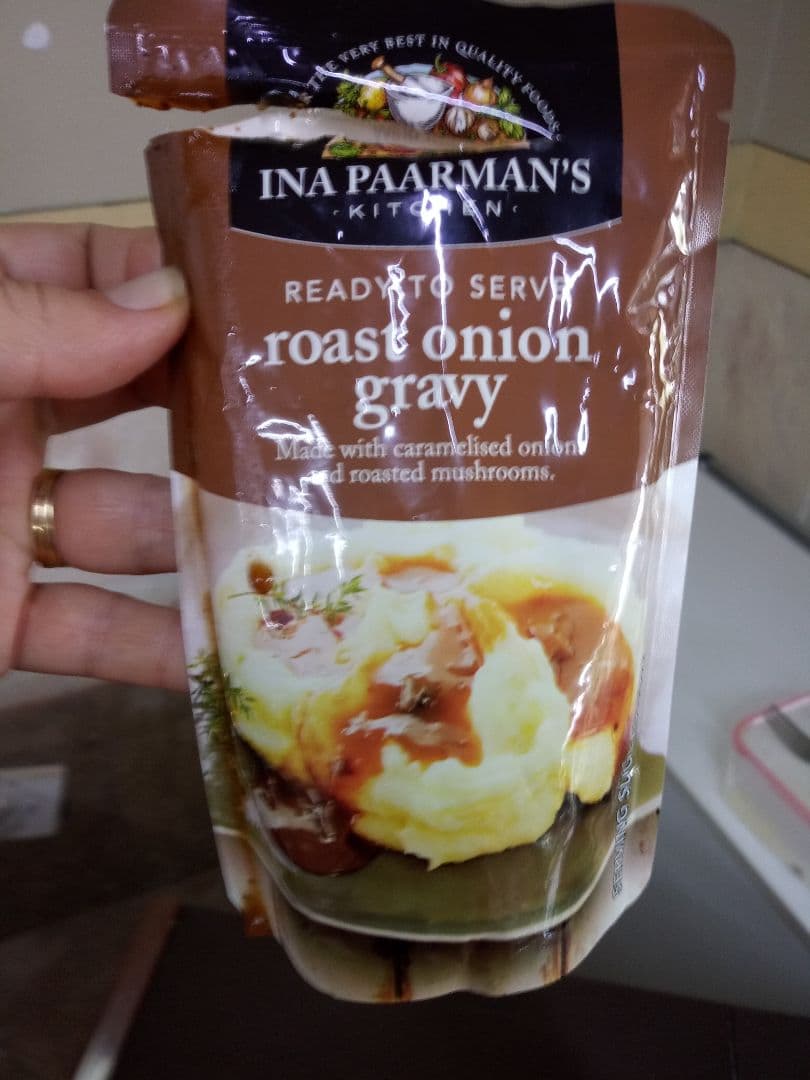 THE VERY BEST IN QUALITY FOODS
INA PAARMAN'S
KITCHEN
READY TO SERVE
roast onion
gravy
Made with caramelised onions
and roasted mushrooms.
SERVING